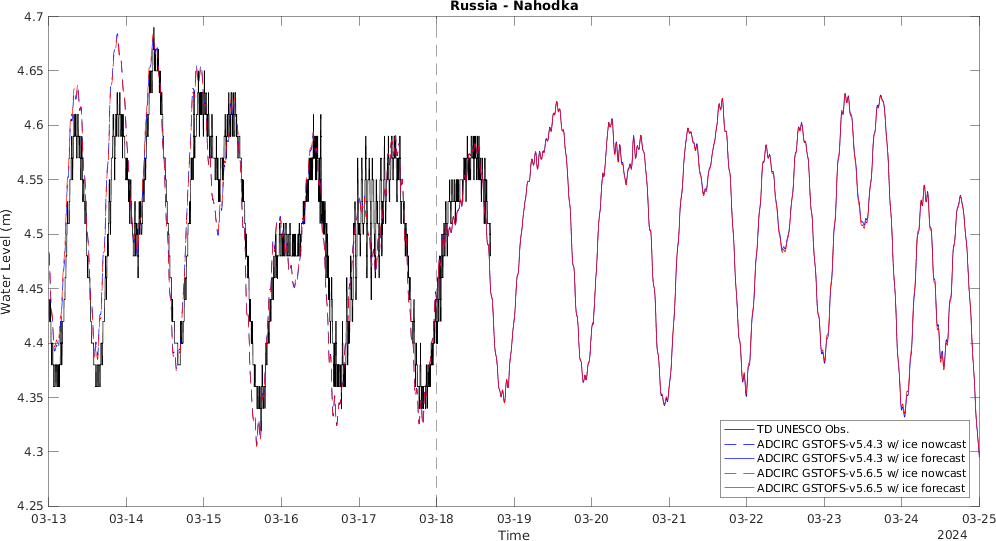 Russia - Nahodka
Water Level (m)
4.7
4.65
4.6
4.55
4.5
4.45
4.4
4.35
4.3
4.25
TD UNESCO Obs.
ADCIRC GSTOFS-v5.4.3 w/ ice nowcast
ADCIRC GSTOFS-v5.4.3 w/ ice forecast
ADCIRC GSTOFS-v5.6.5 w/ ice nowcast
ADCIRC GSTOFS-v5.6.5 w/ ice forecast
03-13 03-14 03-15 03-16 03-17 03-18 03-19 03-20 03-21 03-22 03-23 03-24 03-25
Time
2024